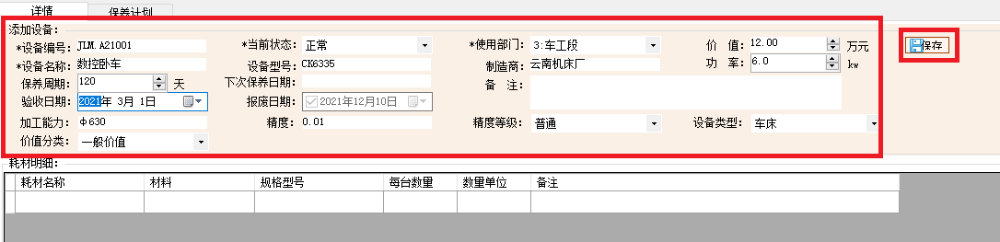 详情 保养计划
添加设备:
*设备编号: JLM.A21001 *当前状态: 正常 *使用部门: 3:车工段 价 值: 12.00 万元 保存
*设备名称: 数控卧车 设备型号: CK6335 制造商: 云南机床厂 功 率: 6.0 kw
保养周期: 120 天 下次保养日期: 备 注:
验收日期: 2021年 3月 1日 报废日期: 2021年12月10日
加工能力: φ630 精度: 0.01 精度等级: 普通 设备类型: 车床
价值分类: 一般价值
耗材明细:
耗材名称 材料 规格型号 每台数量 数量单位 备注